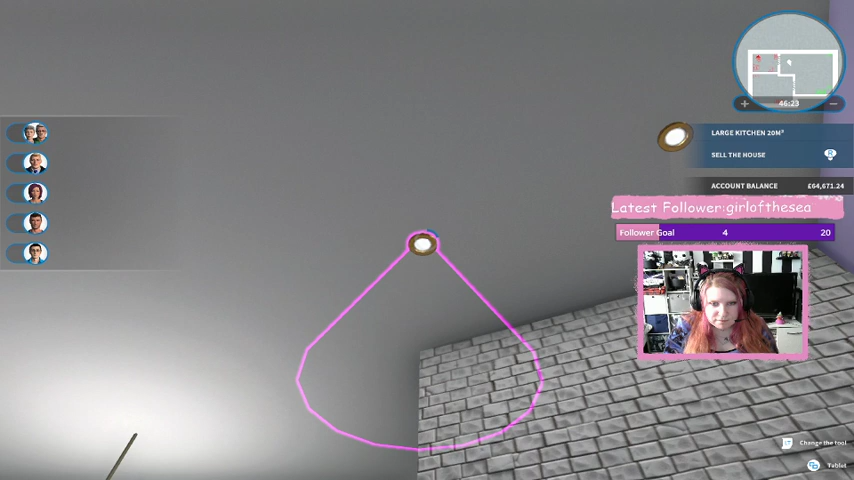 46:23
LARGE KITCHEN 20M²
SELL THE HOUSE
ACCOUNT BALANCE £64,671.24
Latest Follower:girlofthesea
Follower Goal 4 20
Change the tool
Tablet